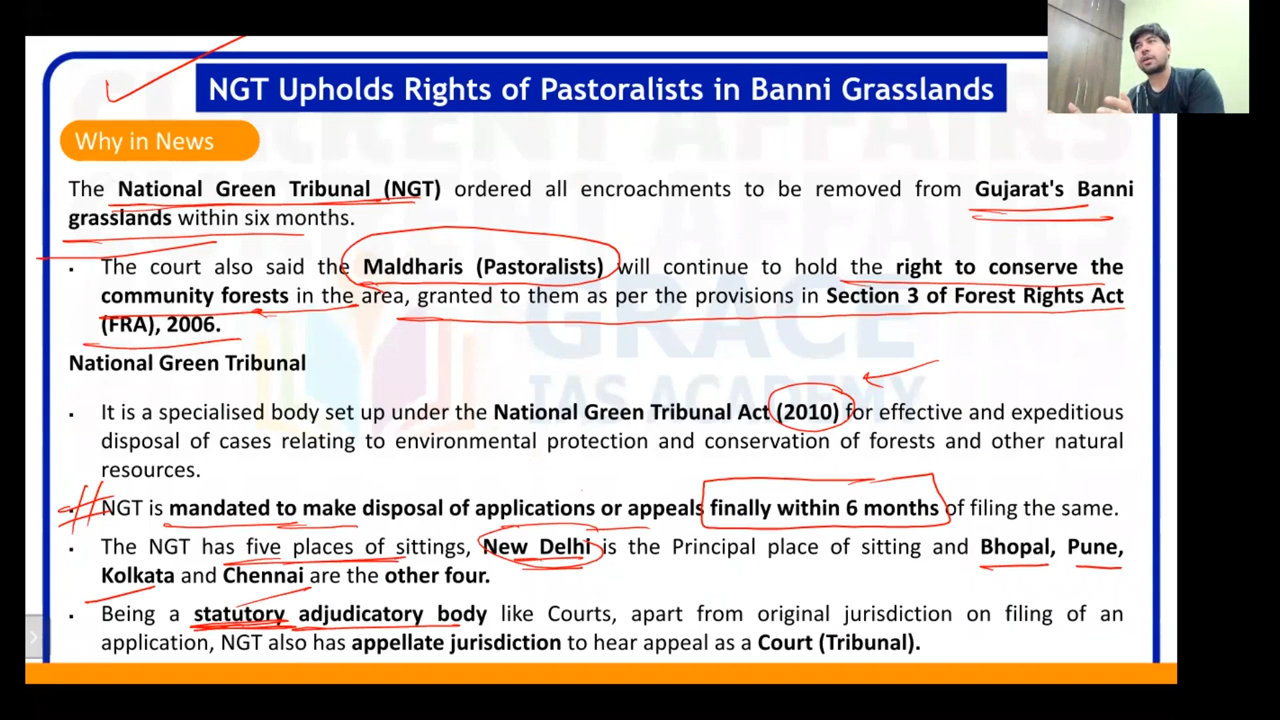 NGT Upholds Rights of Pastoralists in Banni Grasslands
Why in News
The National Green Tribunal (NGT) ordered all encroachments to be removed from Gujarat's Banni
grasslands within six months.
▪ The court also said the Maldharis (Pastoralists) will continue to hold the right to conserve the
community forests in the area, granted to them as per the provisions in Section 3 of Forest Rights Act
(FRA), 2006.
National Green Tribunal
▪ It is a specialised body set up under the National Green Tribunal Act (2010) for effective and expeditious
disposal of cases relating to environmental protection and conservation of forests and other natural
resources.
▪ NGT is mandated to make disposal of applications or appeals finally within 6 months of filing the same.
▪ The NGT has five places of sittings, New Delhi is the Principal place of sitting and Bhopal, Pune,
Kolkata and Chennai are the other four.
▪ Being a statutory adjudicatory body like Courts, apart from original jurisdiction on filing of an
application, NGT also has appellate jurisdiction to hear appeal as a Court (Tribunal).
CURRENT AFFAIRS
CURRENT AFFAIRS
GRACE
IAS ACADEMY